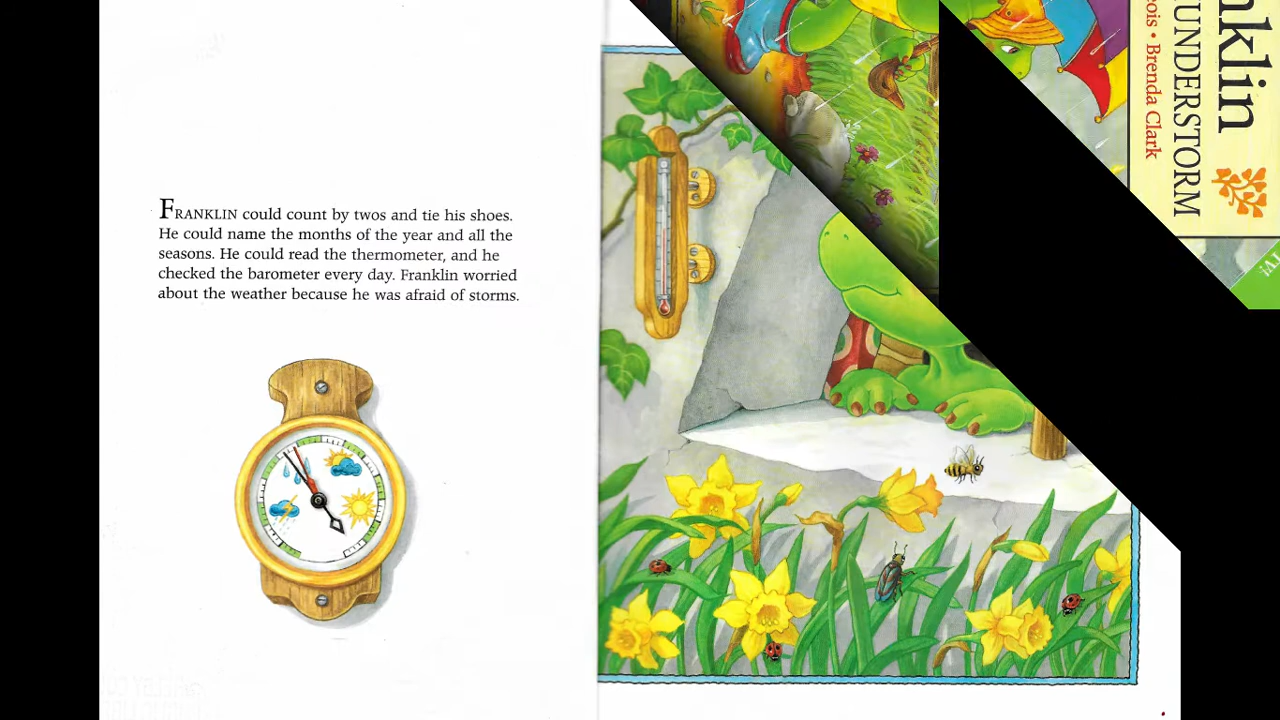 FRANKLIN could count by twos and tie his shoes.
He could name the months of the year and all the
seasons. He could read the thermometer, and he
checked the barometer every day. Franklin worried
about the weather because he was afraid of storms.
nklin
UNDERSTORM
eois • Brenda Clark
TV!